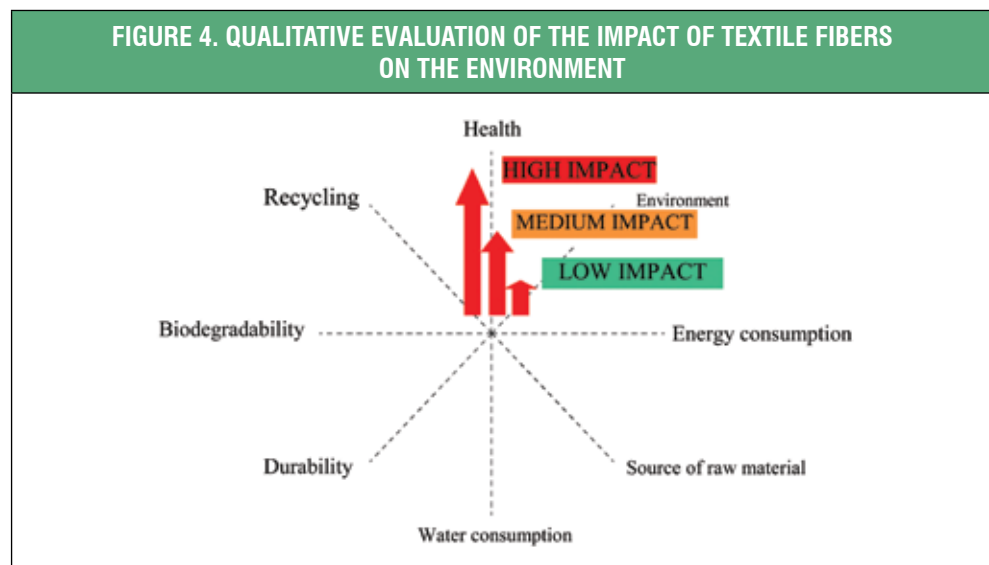 FIGURE 4. QUALITATIVE EVALUATION OF THE IMPACT OF TEXTILE FIBERS
ON THE ENVIRONMENT
Health
HIGH IMPACT
Recycling
Environment
MEDIUM IMPACT
LOW IMPACT
Biodegradability
Energy consumption
Durability
Source of raw material
Water consumption